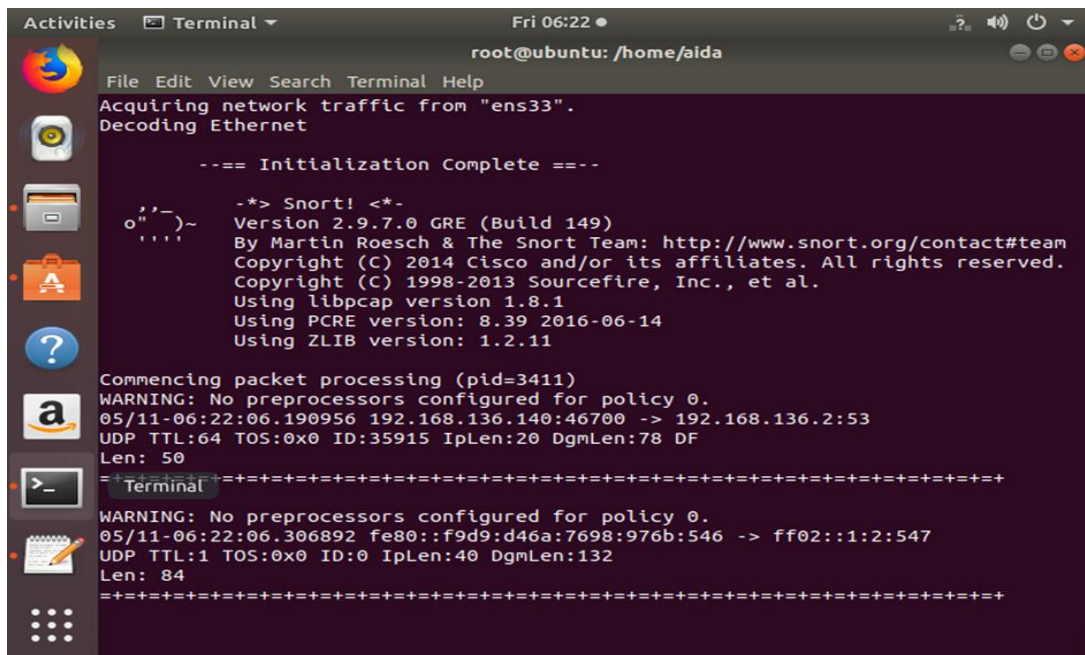 Activities Terminal Fri 06:22
root@ubuntu: /home/aida
File Edit View Search Terminal Help
Acquiring network traffic from "ens33".
Decoding Ethernet
--== Initialization Complete ==--
,,_ -*> Snort! <*-
o" )~ Version 2.9.7.0 GRE (Build 149)
'''' By Martin Roesch & The Snort Team: http://www.snort.org/contact#team
Copyright (C) 2014 Cisco and/or its affiliates. All rights reserved.
Copyright (C) 1998-2013 Sourcefire, Inc., et al.
Using libpcap version 1.8.1
Using PCRE version: 8.39 2016-06-14
Using ZLIB version: 1.2.11
Commencing packet processing (pid=3411)
WARNING: No preprocessors configured for policy 0.
05/11-06:22:06.190956 192.168.136.140:46700 -> 192.168.136.2:53
UDP TTL:64 TOS:0x0 ID:35915 IpLen:20 DgmLen:78 DF
Len: 50
=+=+=+=+=+=+=+=+=+=+=+=+=+=+=+=+=+=+=+=+=+=+=+=+=+=+=+=+=+=+=+=+=+=+=+=+=+
Terminal
WARNING: No preprocessors configured for policy 0.
05/11-06:22:06.306892 fe80::f9d9:d46a:7698:976b:546 -> ff02::1:2:547
UDP TTL:1 TOS:0x0 ID:0 IpLen:40 DgmLen:132
Len: 84
=+=+=+=+=+=+=+=+=+=+=+=+=+=+=+=+=+=+=+=+=+=+=+=+=+=+=+=+=+=+=+=+=+=+=+=+=+